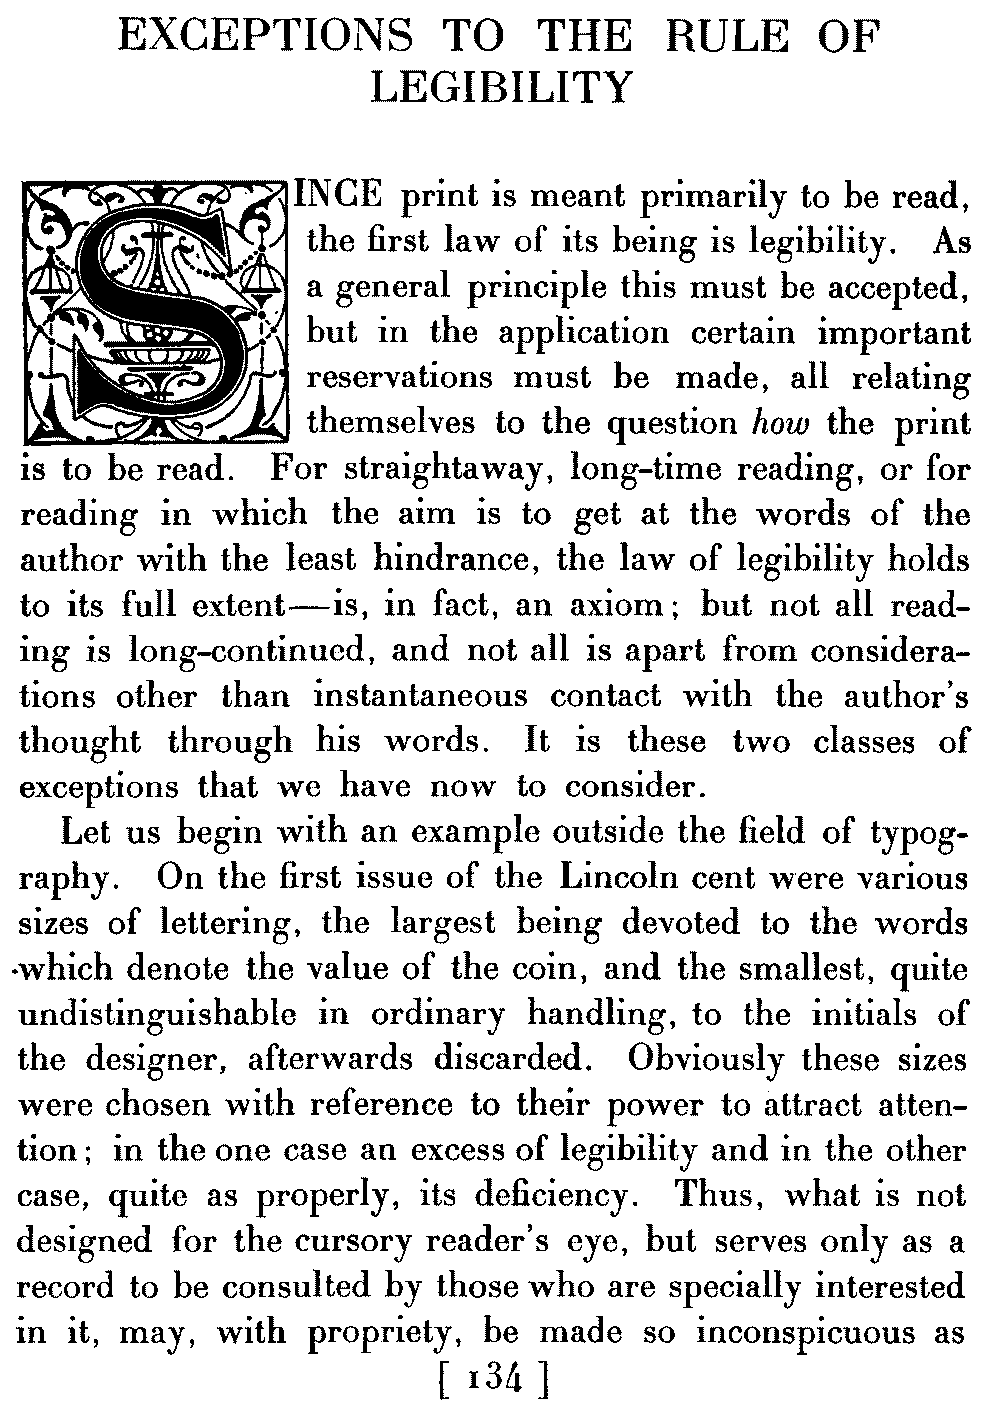 EXCEPTIONS TO THE RULE OF
LEGIBILITY
SINCE print is meant primarily to be read,
the first law of its being is legibility. As
a general principle this must be accepted,
but in the application certain important
reservations must be made, all relating
themselves to the question how the print
is to be read. For straightaway, long-time reading, or for
reading in which the aim is to get at the words of the
author with the least hindrance, the law of legibility holds
to its full extent—is, in fact, an axiom; but not all read-
ing is long-continued, and not all is apart from considera-
tions other than instantaneous contact with the author's
thought through his words. It is these two classes of
exceptions that we have now to consider.
Let us begin with an example outside the field of typog-
raphy. On the first issue of the Lincoln cent were various
sizes of lettering, the largest being devoted to the words
which denote the value of the coin, and the smallest, quite
undistinguishable in ordinary handling, to the initials of
the designer, afterwards discarded. Obviously these sizes
were chosen with reference to their power to attract atten-
tion; in the one case an excess of legibility and in the other
case, quite as properly, its deficiency. Thus, what is not
designed for the cursory reader's eye, but serves only as a
record to be consulted by those who are specially interested
in it, may, with propriety, be made so inconspicuous as
[ 134 ]